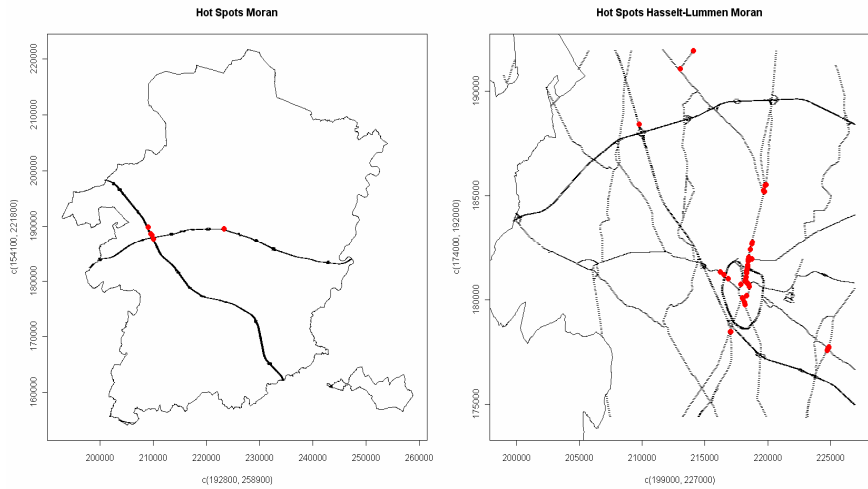 Hot Spots Moran
c(154100, 221800)
220000
210000
200000
190000
180000
170000
160000
200000 210000 220000 230000 240000 250000 260000
c(192800, 258900)
Hot Spots Hasselt-Lummen Moran
c(174000, 192000)
190000
185000
180000
175000
200000 205000 210000 215000 220000 225000
c(199000, 227000)